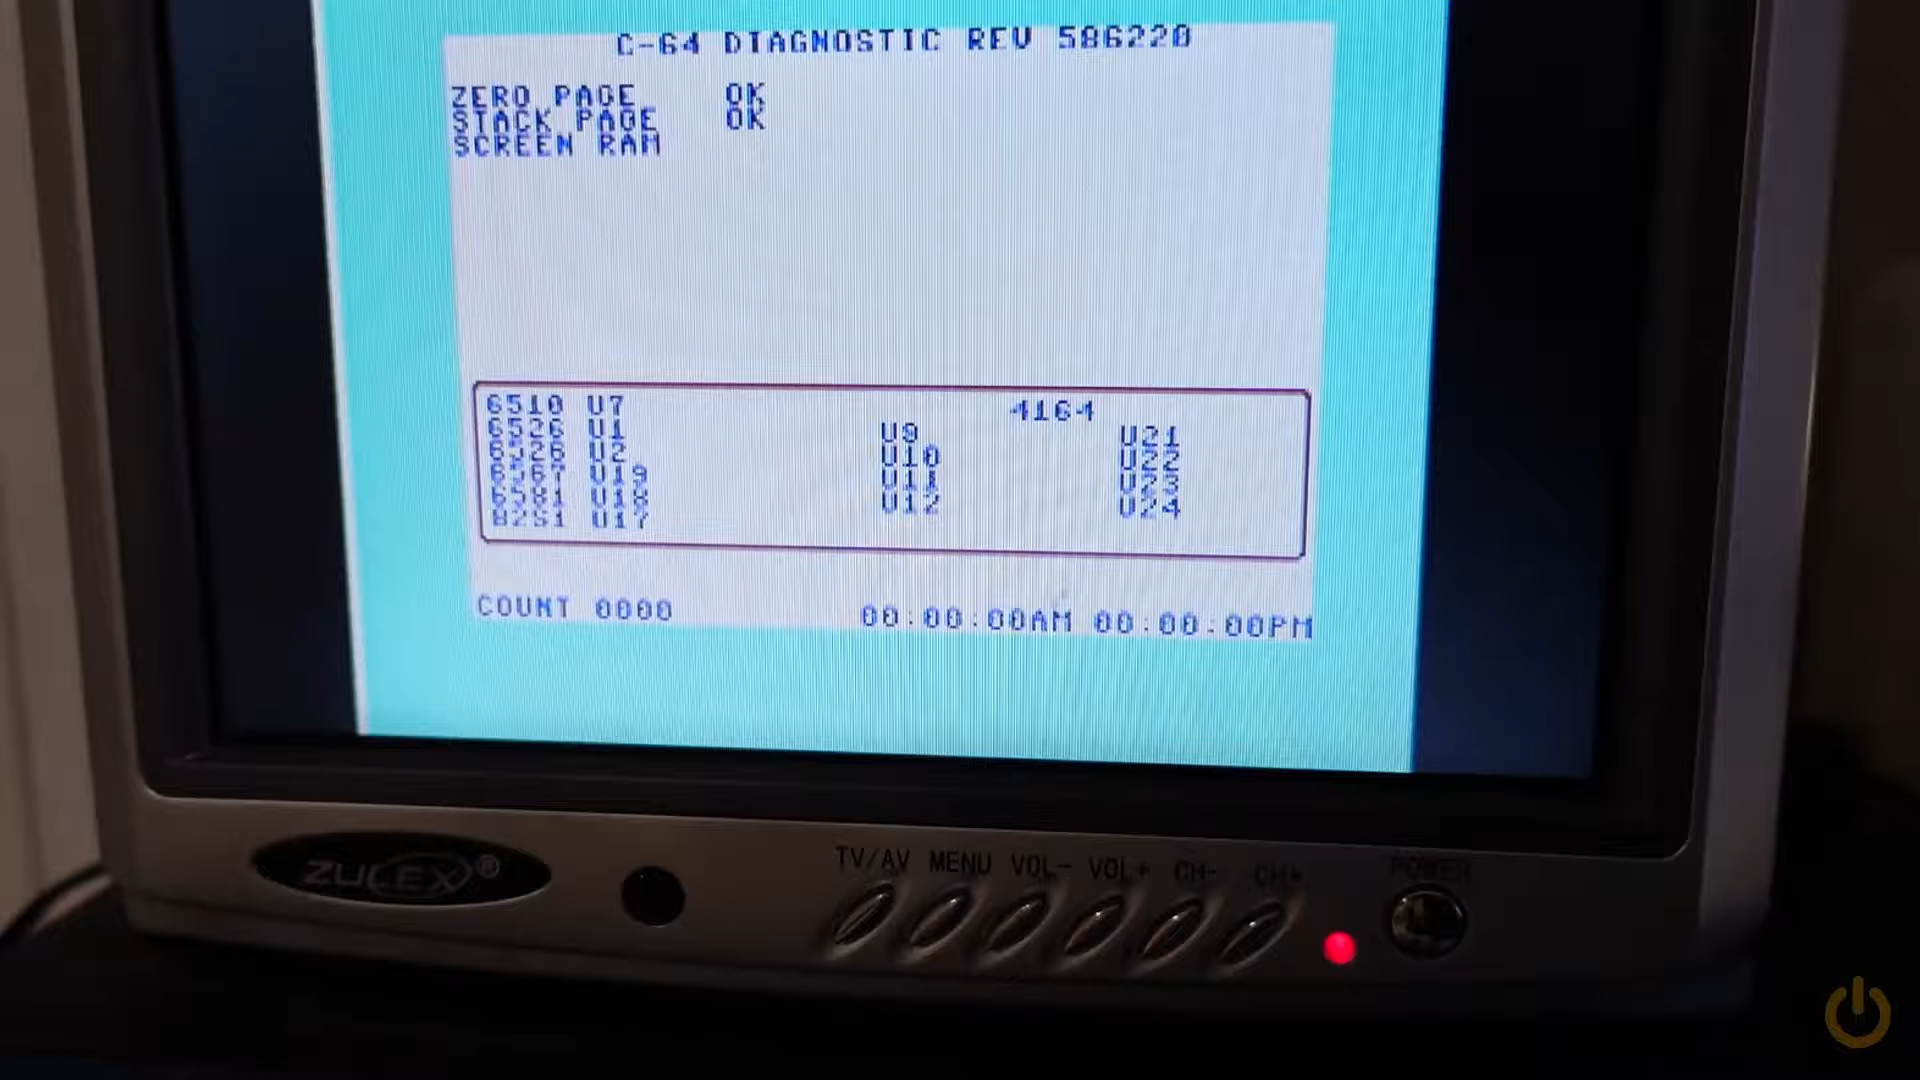 C-64 DIAGNOSTIC REV 586220
ZERO PAGE OK
STACK PAGE OK
SCREEN RAM
6510 U7 4164
6526 U1 U9 U21
6526 U2 U10 U22
6567 U19 U11 U23
6581 U18 U12 U24
8251 U17
COUNT 0000 00:00:00AM 00:00:00PM
ZULEX®
TV/AV MENU VOL- VOL+ CH- CH+ POWER